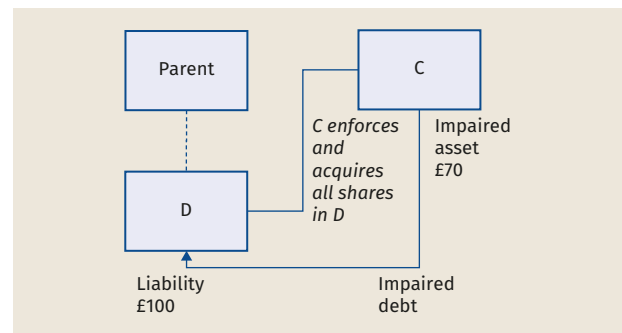 Parent
C
C enforces
and
acquires
all shares
in D
Impaired
asset
£70
D
Liability
£100
Impaired
debt